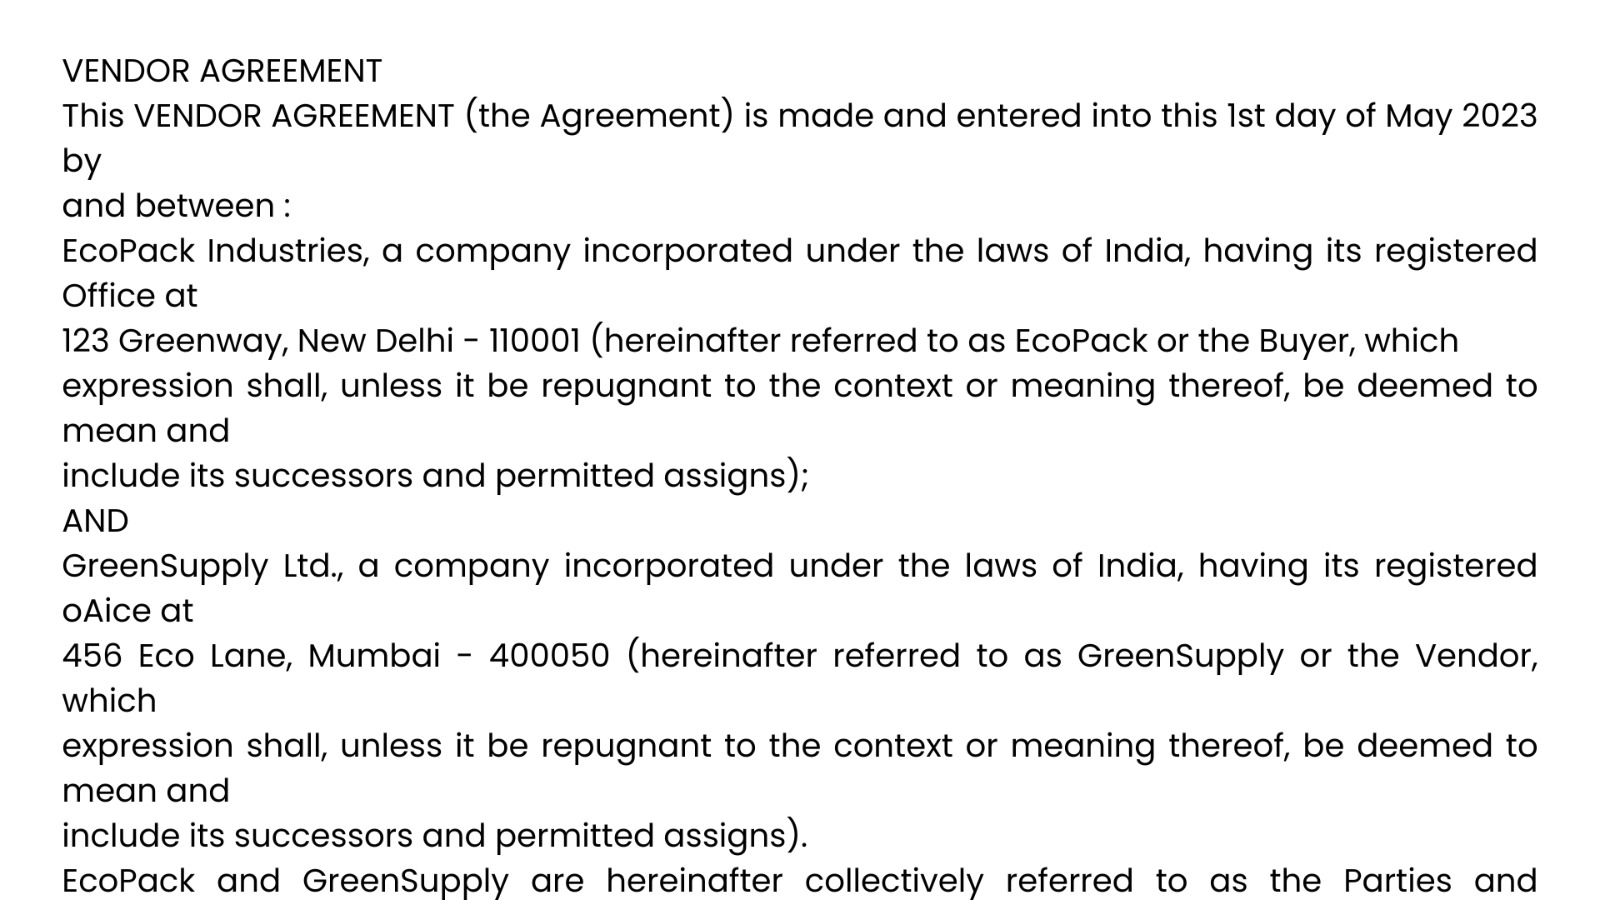 VENDOR AGREEMENT
This VENDOR AGREEMENT (the Agreement) is made and entered into this 1st day of May 2023
by
and between :
EcoPack Industries, a company incorporated under the laws of India, having its registered
Office at
123 Greenway, New Delhi - 110001 (hereinafter referred to as EcoPack or the Buyer, which
expression shall, unless it be repugnant to the context or meaning thereof, be deemed to
mean and
include its successors and permitted assigns);
AND
GreenSupply Ltd., a company incorporated under the laws of India, having its registered
oAice at
456 Eco Lane, Mumbai - 400050 (hereinafter referred to as GreenSupply or the Vendor,
which
expression shall, unless it be repugnant to the context or meaning thereof, be deemed to
mean and
include its successors and permitted assigns).
EcoPack and GreenSupply are hereinafter collectively referred to as the Parties and